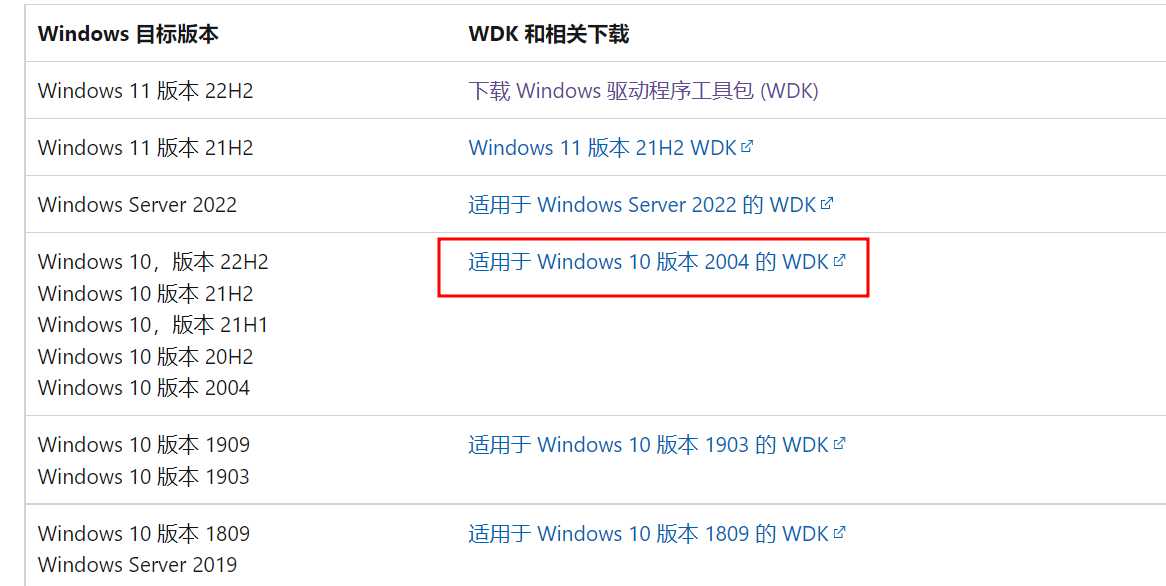 Windows 目标版本 WDK 和相关下载
Windows 11 版本 22H2 下载 Windows 驱动程序工具包 (WDK)
Windows 11 版本 21H2 Windows 11 版本 21H2 WDK
Windows Server 2022 适用于 Windows Server 2022 的 WDK
Windows 10，版本 22H2 适用于 Windows 10 版本 2004 的 WDK
Windows 10 版本 21H2
Windows 10，版本 21H1
Windows 10 版本 20H2
Windows 10 版本 2004
Windows 10 版本 1909 适用于 Windows 10 版本 1903 的 WDK
Windows 10 版本 1903
Windows 10 版本 1809 适用于 Windows 10 版本 1809 的 WDK
Windows Server 2019